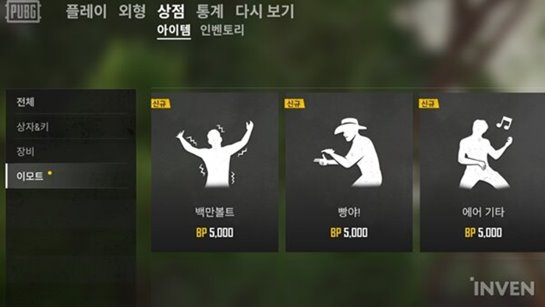 PUBG 플레이 외형 상점 통계 다시 보기
아이템 인벤토리
전체
상자&키
장비
이모트
신규 신규 신규
백만볼트 빵야! 에어 기타
BP 5,000 BP 5,000 BP 5,000
INVEN